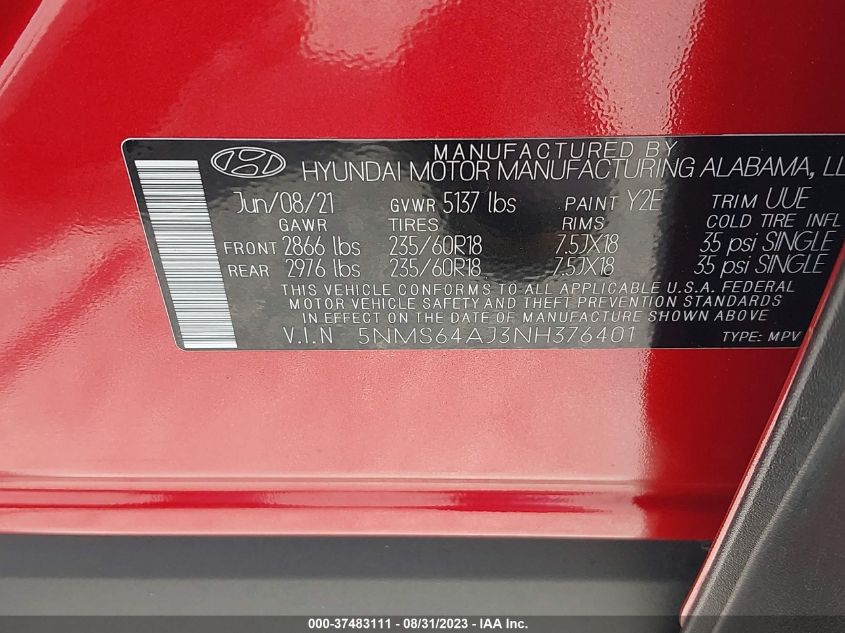 MANUFACTURED BY
HYUNDAI MOTOR MANUFACTURING ALABAMA, LL
Jun/08/21 GVWR 5137 lbs PAINT Y2E TRIM UUE
GAWR TIRES RIMS COLD TIRE INFL
FRONT 2866 lbs 235/60R18 7.5JX18 35 psi SINGLE
REAR 2976 lbs 235/60R18 7.5JX18 35 psi SINGLE
THIS VEHICLE CONFORMS TO ALL APPLICABLE U.S.A. FEDERAL
MOTOR VEHICLE SAFETY AND THEFT PREVENTION STANDARDS
IN EFFECT ON THE DATE OF MANUFACTURE SHOWN ABOVE
V.I.N 5NMS64AJ3NH376401 TYPE: MPV
000-37483111 - 08/31/2023 - IAA Inc.